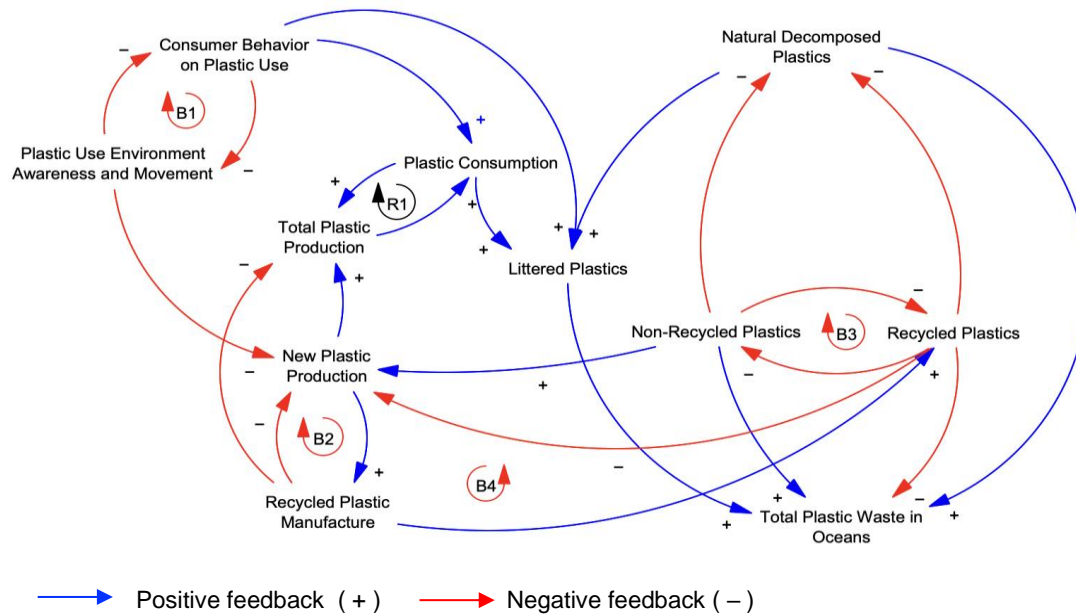 Consumer Behavior
on Plastic Use
Natural Decomposed
Plastics
–
–
–
B1
+
Plastic Use Environment
Awareness and Movement
–
Plastic Consumption
+
R1
+
Total Plastic
Production
+
+
+
Littered Plastics
–
+
–
Non-Recycled Plastics
B3
Recycled Plastics
New Plastic
Production
–
–
+
+
–
B2
–
+
B4
Recycled Plastic
Manufacture
+
–
Total Plastic Waste in
Oceans
+
+
Positive feedback ( + )
Negative feedback ( – )